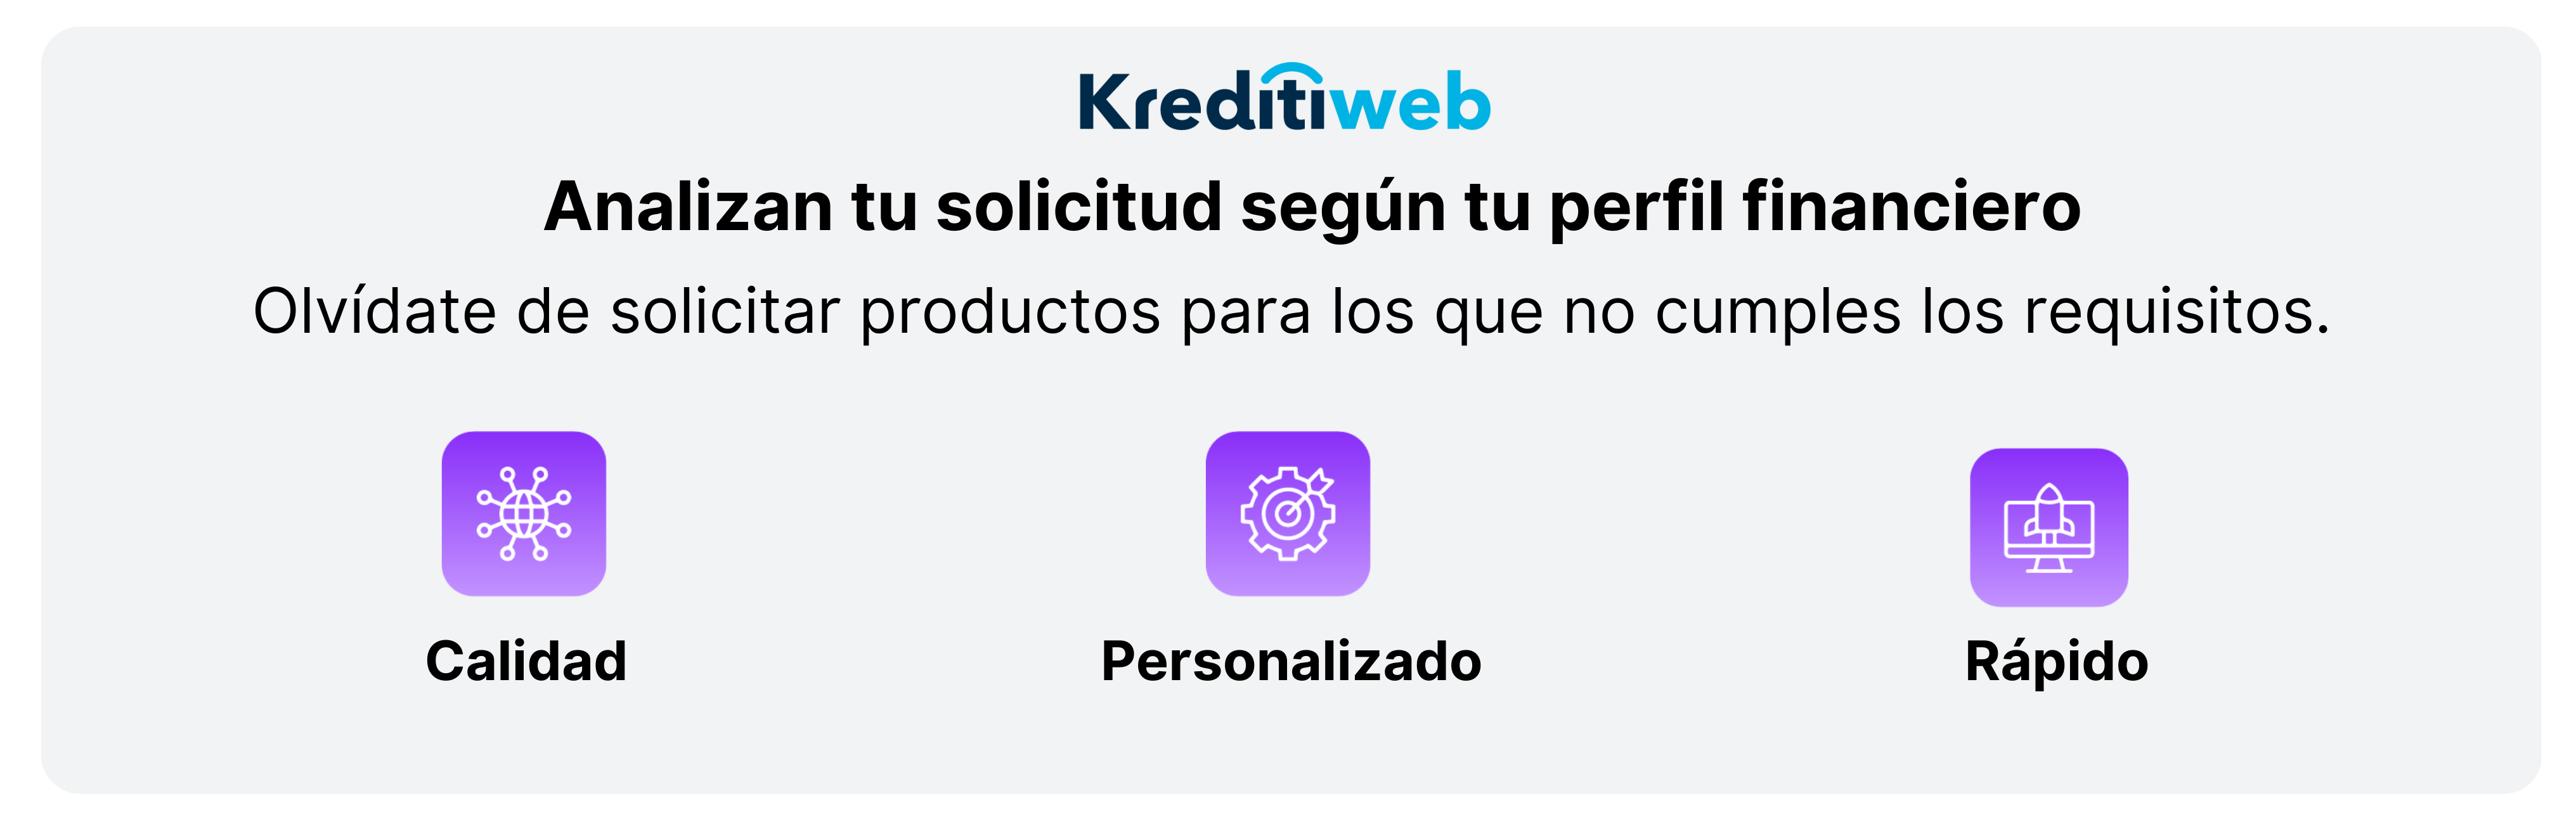 Kreditiweb
Analizan tu solicitud según tu perfil financiero
Olvídate de solicitar productos para los que no cumples los requisitos.
Calidad
Personalizado
Rápido